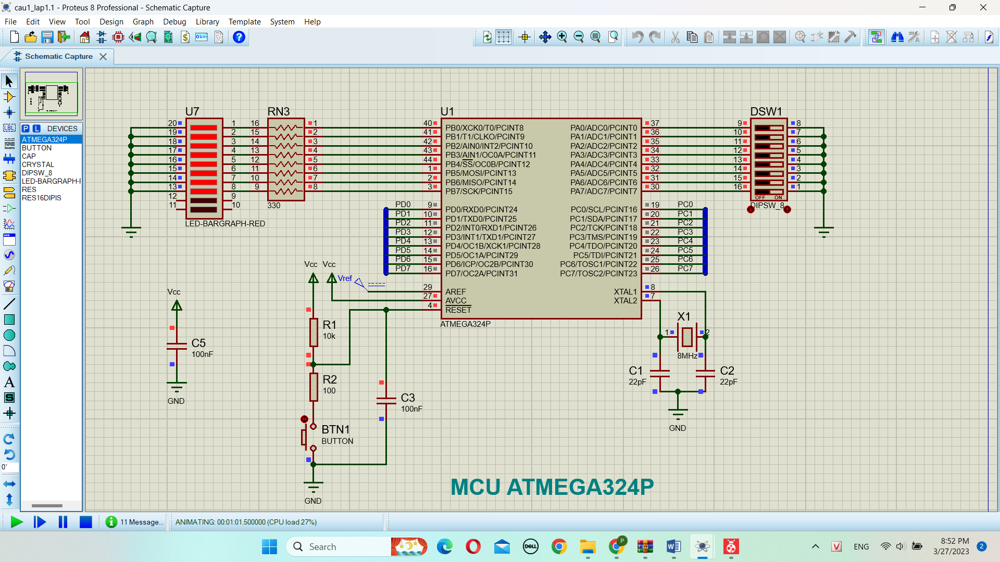 cau1_lap1.1 - Proteus 8 Professional - Schematic Capture
File Edit View Tool Design Graph Debug Library Template System Help
Schematic Capture
P L DEVICES
ATMEGA324P
BUTTON
CAP
CRYSTAL
DIPSW_8
LED-BARGRAPH-
RES
RES16DIPIS
U7
20 1
19 2
18 3
17 4
16 5
15 6
14 7
13 8
12 9
11 10
LED-BARGRAPH-RED
RN3
16 1
15 2
14 3
13 4
12 5
11 6
10 7
9 8
330
U1
40 PB0/XCK0/T0/PCINT8 PA0/ADC0/PCINT0 37
41 PB1/T1/CLKO/PCINT9 PA1/ADC1/PCINT1 36
42 PB2/AIN0/INT2/PCINT10 PA2/ADC2/PCINT2 35
43 PB3/AIN1/OC0A/PCINT11 PA3/ADC3/PCINT3 34
44 PB4/SS/OC0B/PCINT12 PA4/ADC4/PCINT4 33
1 PB5/MOSI/PCINT13 PA5/ADC5/PCINT5 32
2 PB6/MISO/PCINT14 PA6/ADC6/PCINT6 31
3 PB7/SCK/PCINT15 PA7/ADC7/PCINT7 30
PD0 9 PD0/RXD0/PCINT24 PC0/SCL/PCINT16 19 PC0
PD1 10 PD1/TXD0/PCINT25 PC1/SDA/PCINT17 20 PC1
PD2 11 PD2/INT0/RXD1/PCINT26 PC2/TCK/PCINT18 21 PC2
PD3 12 PD3/INT1/TXD1/PCINT27 PC3/TMS/PCINT19 22 PC3
PD4 13 PD4/OC1B/XCK1/PCINT28 PC4/TDO/PCINT20 23 PC4
PD5 14 PD5/OC1A/PCINT29 PC5/TDI/PCINT21 24 PC5
PD6 15 PD6/ICP/OC2B/PCINT30 PC6/TOSC1/PCINT22 25 PC6
PD7 16 PD7/OC2A/PCINT31 PC7/TOSC2/PCINT23 26 PC7
29 AREF XTAL1 8
27 AVCC XTAL2 7
4 RESET
ATMEGA324P
DSW1
9 8
10 7
11 6
12 5
13 4
14 3
15 2
16 1
OFF ON
DIPSW_8
Vcc Vcc
Vref
Vcc
C5
100nF
GND
R1
10k
R2
100
C3
100nF
BTN1
BUTTON
GND
X1
1 2
8MHz
C1
22pF
C2
22pF
GND
MCU ATMEGA324P
0°
11 Message...
ANIMATING: 00:01:01.500000 (CPU load 27%)
Search
DELL
P
ENG
8:52 PM
3/27/2023
2